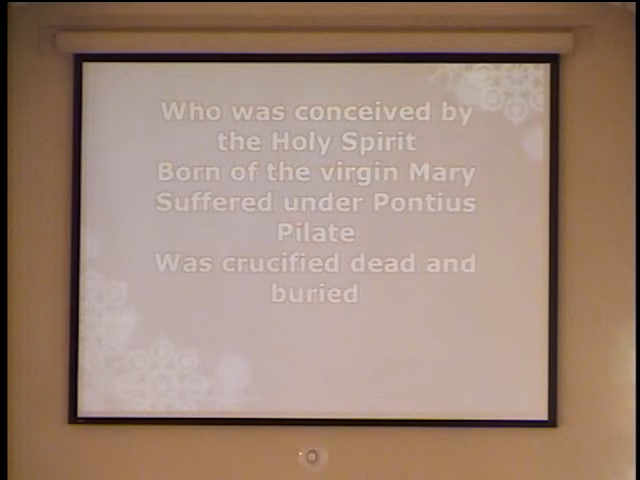 Who was conceived by
the Holy Spirit
Born of the virgin Mary
Suffered under Pontius
Pilate
Was crucified dead and
buried